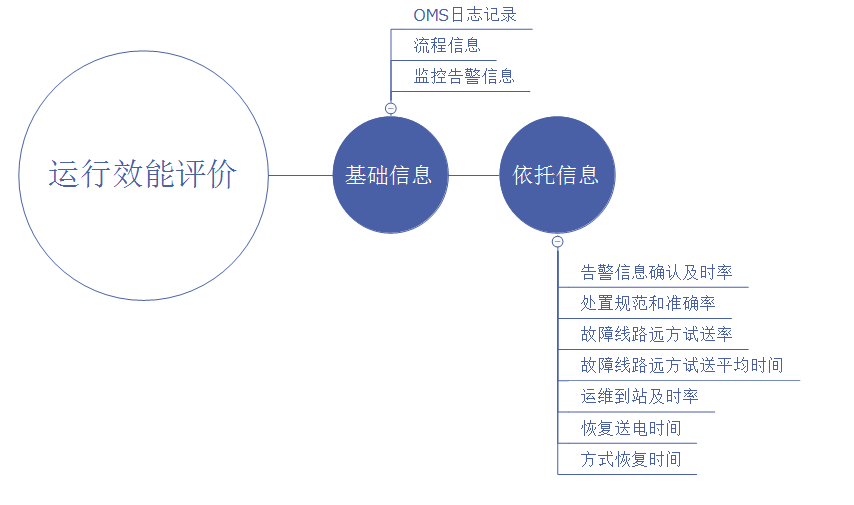 OMS日志记录
流程信息
监控告警信息
运行效能评价
基础信息
依托信息
告警信息确认及时率
处置规范和准确率
故障线路远方试送率
故障线路远方试送平均时间
运维到站及时率
恢复送电时间
方式恢复时间